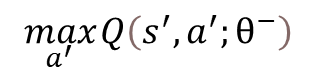 max Q(s′, a′; θ⁻)
a′